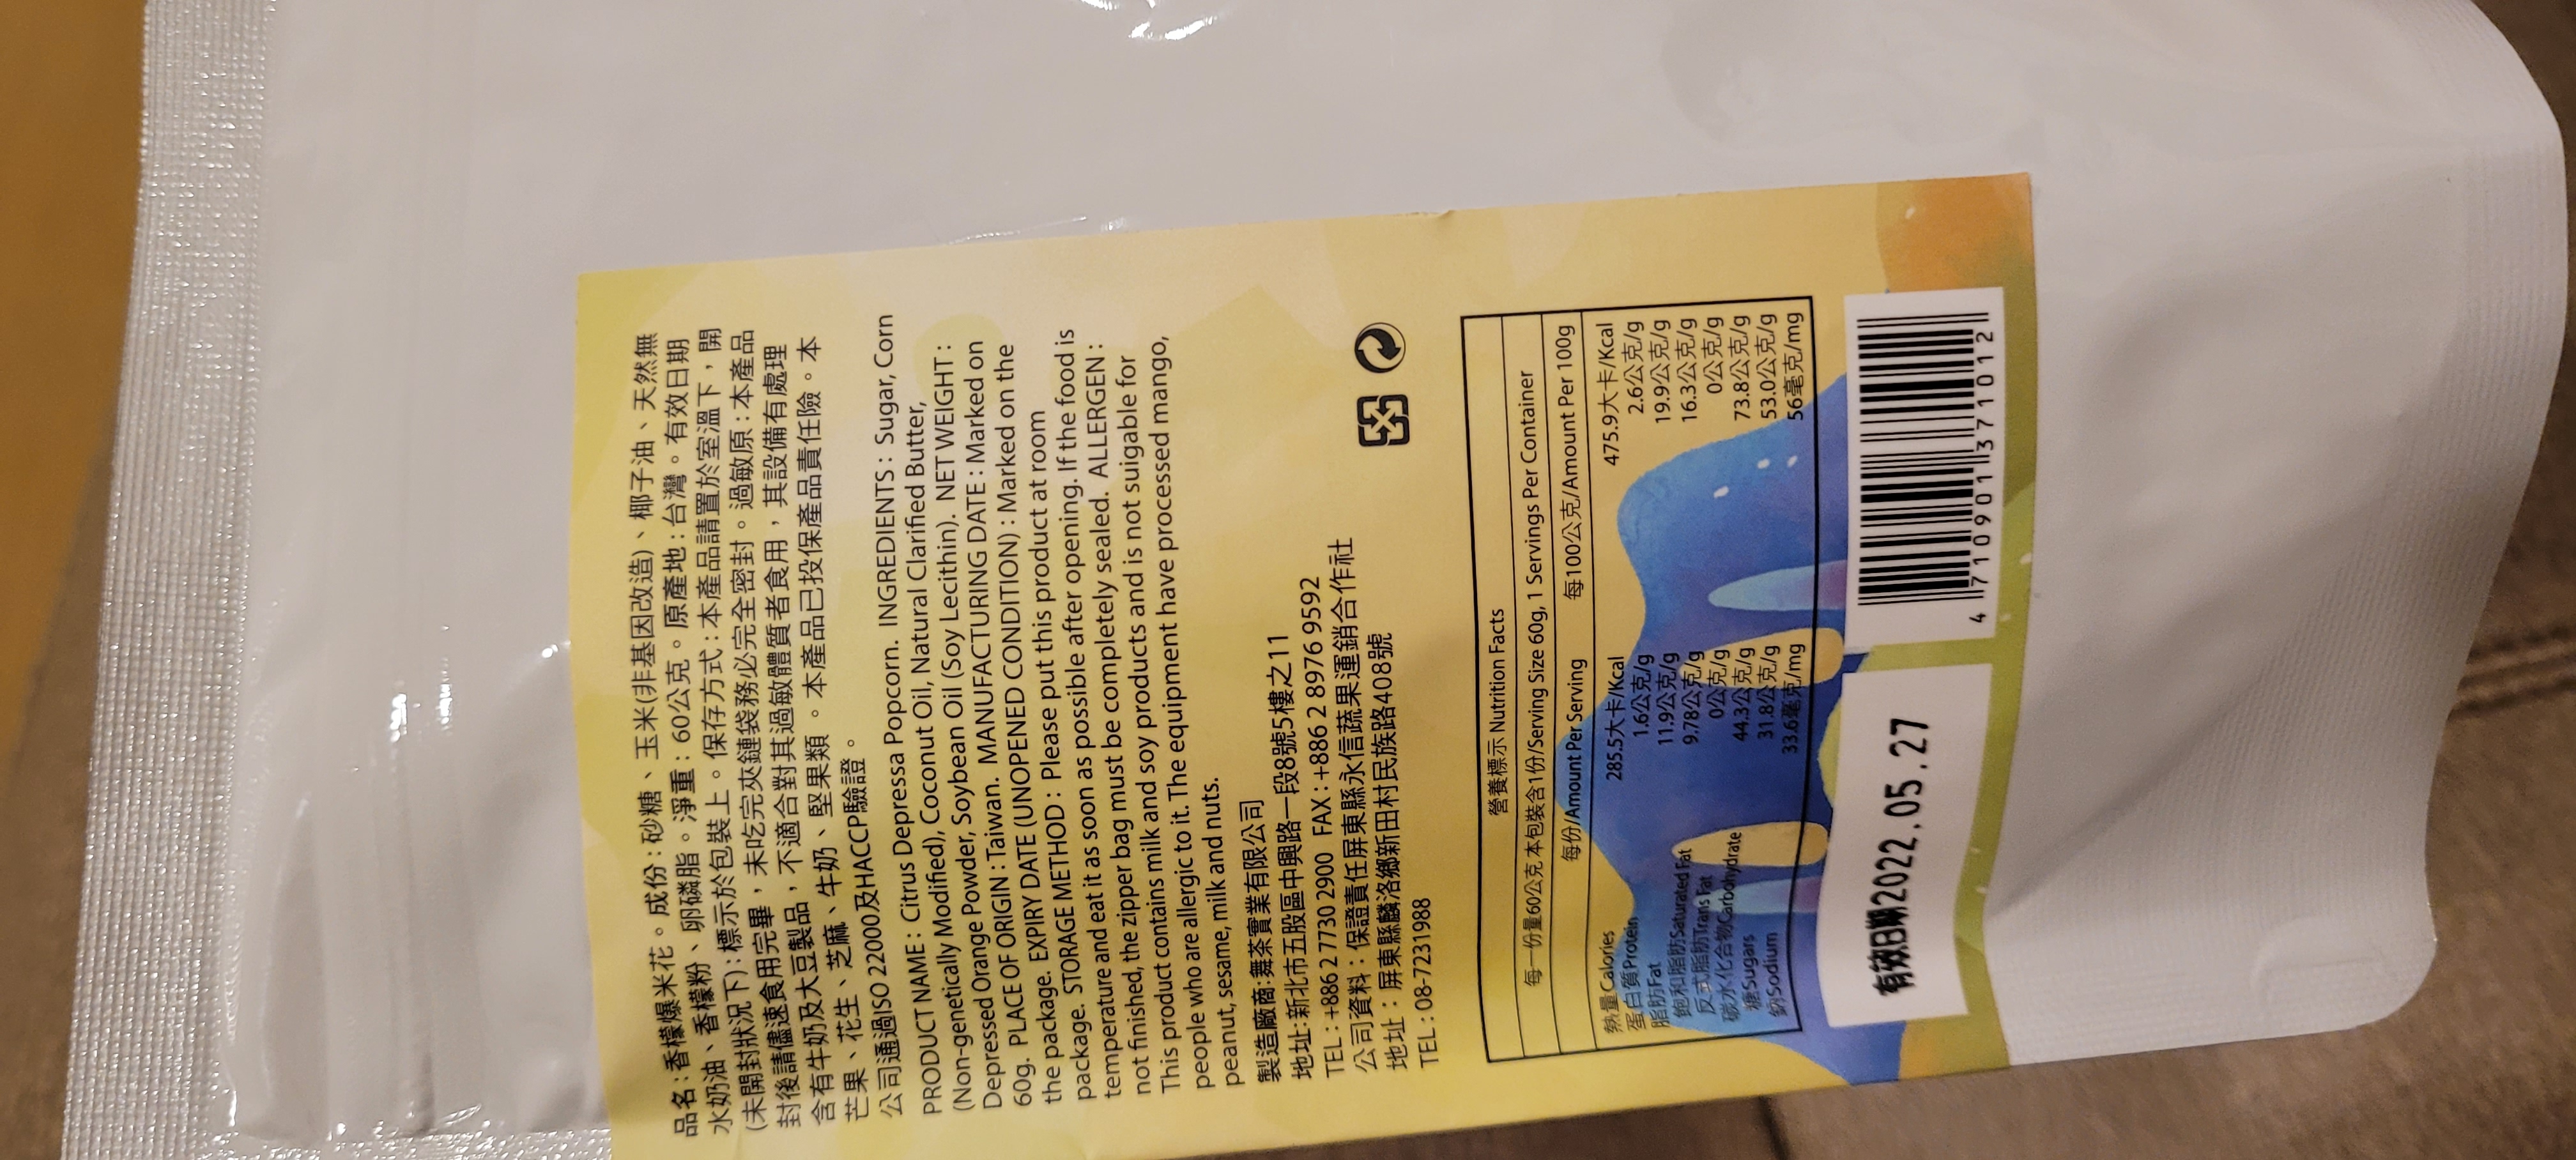 品名：香檬爆米花。成份：砂糖、玉米(非基因改造)、椰子油、天然無
水奶油、香檬粉、卵磷脂。淨重：60公克。原產地：台灣。有效日期
(未開封狀況下)：標示於包裝上。保存方式：本產品請置於室溫下，開
封後請儘速食用完畢，未吃完夾鏈袋務必完全密封。過敏原：本產品
含有牛奶及大豆製品，不適合對其過敏體質者食用，其設備有處理
芒果、花生、芝麻、牛奶、堅果類。本產品已投保產品責任險。本
公司通過ISO 22000及HACCP驗證。
PRODUCT NAME : Citrus Depressa Popcorn. INGREDIENTS : Sugar, Corn
(Non-genetically Modified), Coconut Oil, Natural Clarified Butter,
Depressed Orange Powder, Soybean Oil (Soy Lecithin). NET WEIGHT :
60g. PLACE OF ORIGIN : Taiwan. MANUFACTURING DATE : Marked on
the package. EXPIRY DATE (UNOPENED CONDITION) : Marked on the
package. STORAGE METHOD : Please put this product at room
temperature and eat it as soon as possible after opening. If the food is
not finished, the zipper bag must be completely sealed. ALLERGEN :
This product contains milk and soy products and is not suigable for
people who are allergic to it. The equipment have processed mango,
peanut, sesame, milk and nuts.
製造廠商:舞茶實業有限公司
地址:新北市五股區中興路一段8號5樓之11
TEL : +886 2 7730 2900 FAX : +886 2 8976 9592
公司資料：保證責任屏東縣永信蔬果運銷合作社
地址：屏東縣麟洛鄉新田村民族路408號
TEL : 08-7231988
營養標示 Nutrition Facts
每一份量60公克 本包裝含1份/Serving Size 60g, 1 Servings Per Container
每份/Amount Per Serving 每100公克/Amount Per 100g
熱量Calories 285.5大卡/Kcal 475.9大卡/Kcal
蛋白質Protein 1.6公克/g 2.6公克/g
脂肪Fat 11.9公克/g 19.9公克/g
飽和脂肪Saturated Fat 9.78公克/g 16.3公克/g
反式脂肪Trans Fat 0公克/g 0公克/g
碳水化合物Carbohydrate 44.3公克/g 73.8公克/g
糖Sugars 31.8公克/g 53.0公克/g
鈉Sodium 33.6毫克/mg 56毫克/mg
有效日期2022.05.27
4 710901 371012